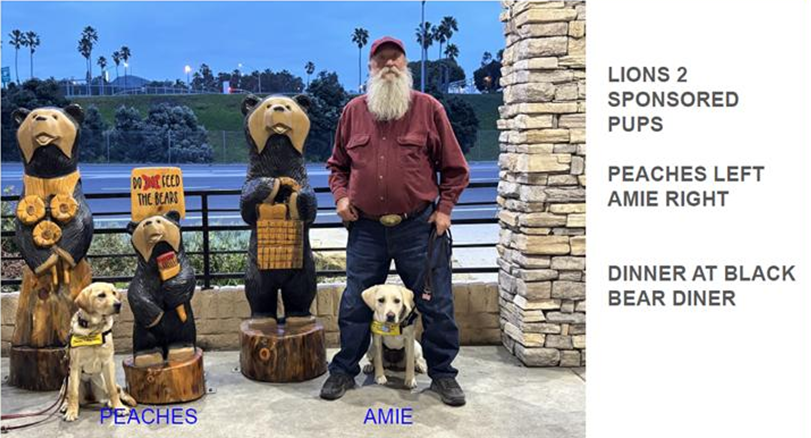 DO NOT FEED
THE BEARS
PEACHES
AMIE
LIONS 2
SPONSORED
PUPS
PEACHES LEFT
AMIE RIGHT
DINNER AT BLACK
BEAR DINER